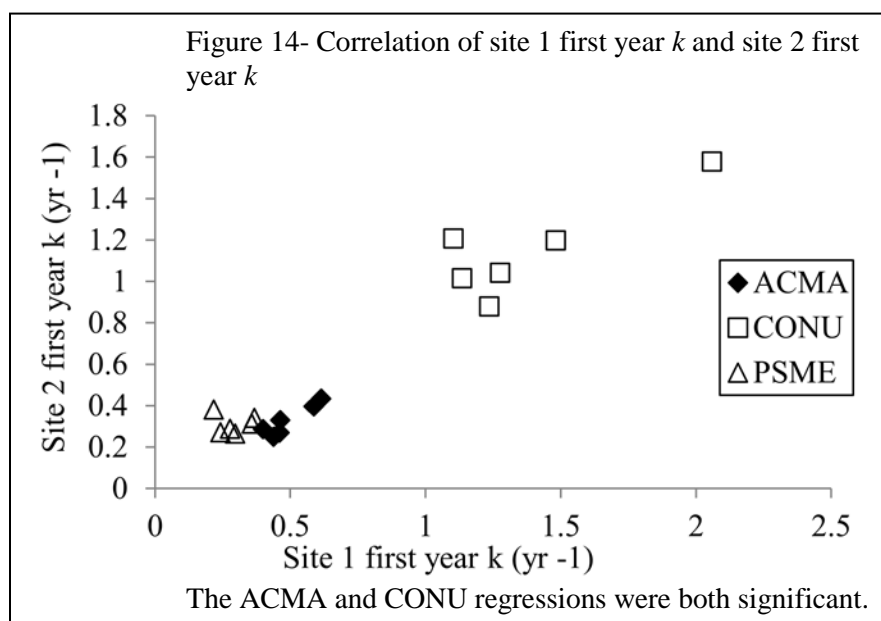 Figure 14- Correlation of site 1 first year k and site 2 first
year k
1.8
1.6
1.4
1.2
1
0.8
0.6
0.4
0.2
0
Site 2 first year k (yr -1)
ACMA
CONU
PSME
0 0.5 1 1.5 2 2.5
Site 1 first year k (yr -1)
The ACMA and CONU regressions were both significant.